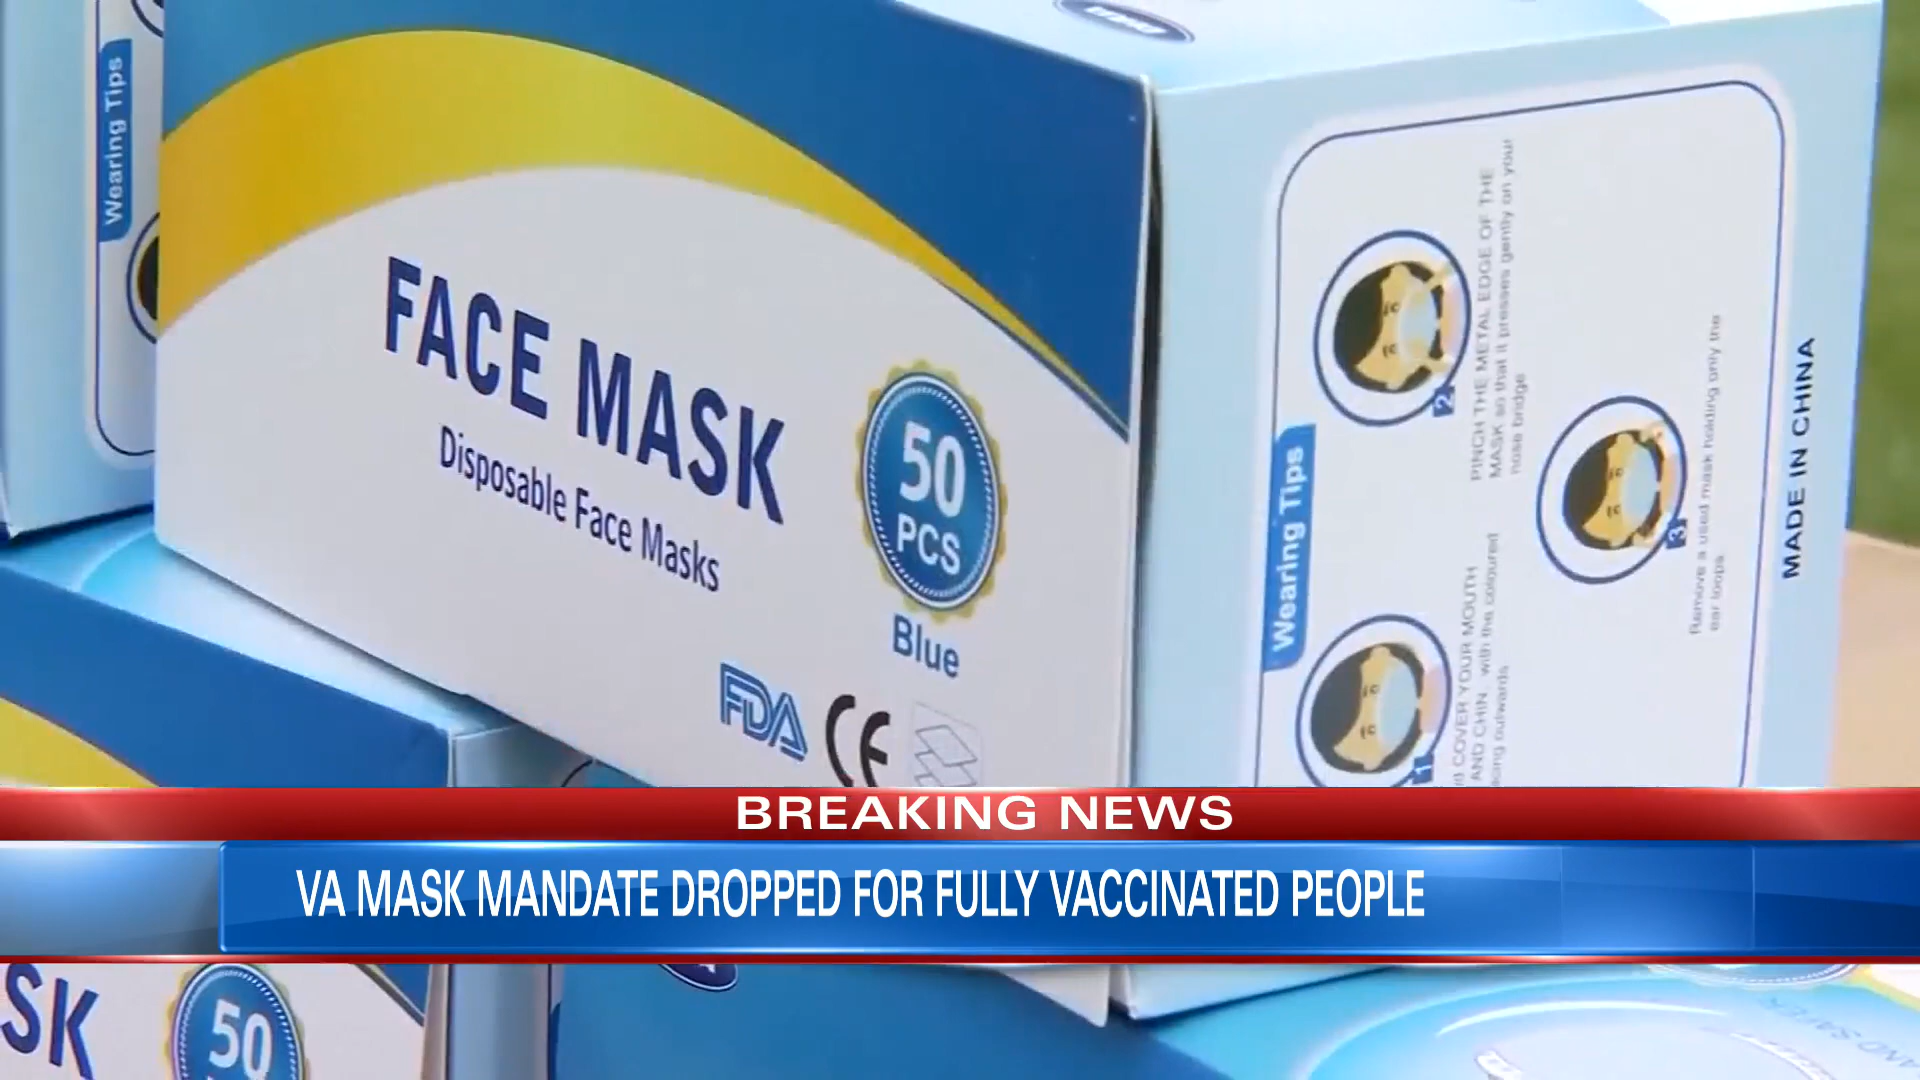 Wearing Tips
FACE MASK
Disposable Face Masks
50
PCS
Blue
FDA
CE
Wearing Tips
PINCH THE METAL EDGE OF THE
MASK so that it presses gently on your
nose bridge
2
COVER YOUR MOUTH
AND CHIN with the coloured
outwards
1
3
Remove a used mask holding only the
ear loops
MADE IN CHINA
BREAKING NEWS
VA MASK MANDATE DROPPED FOR FULLY VACCINATED PEOPLE
SK
50